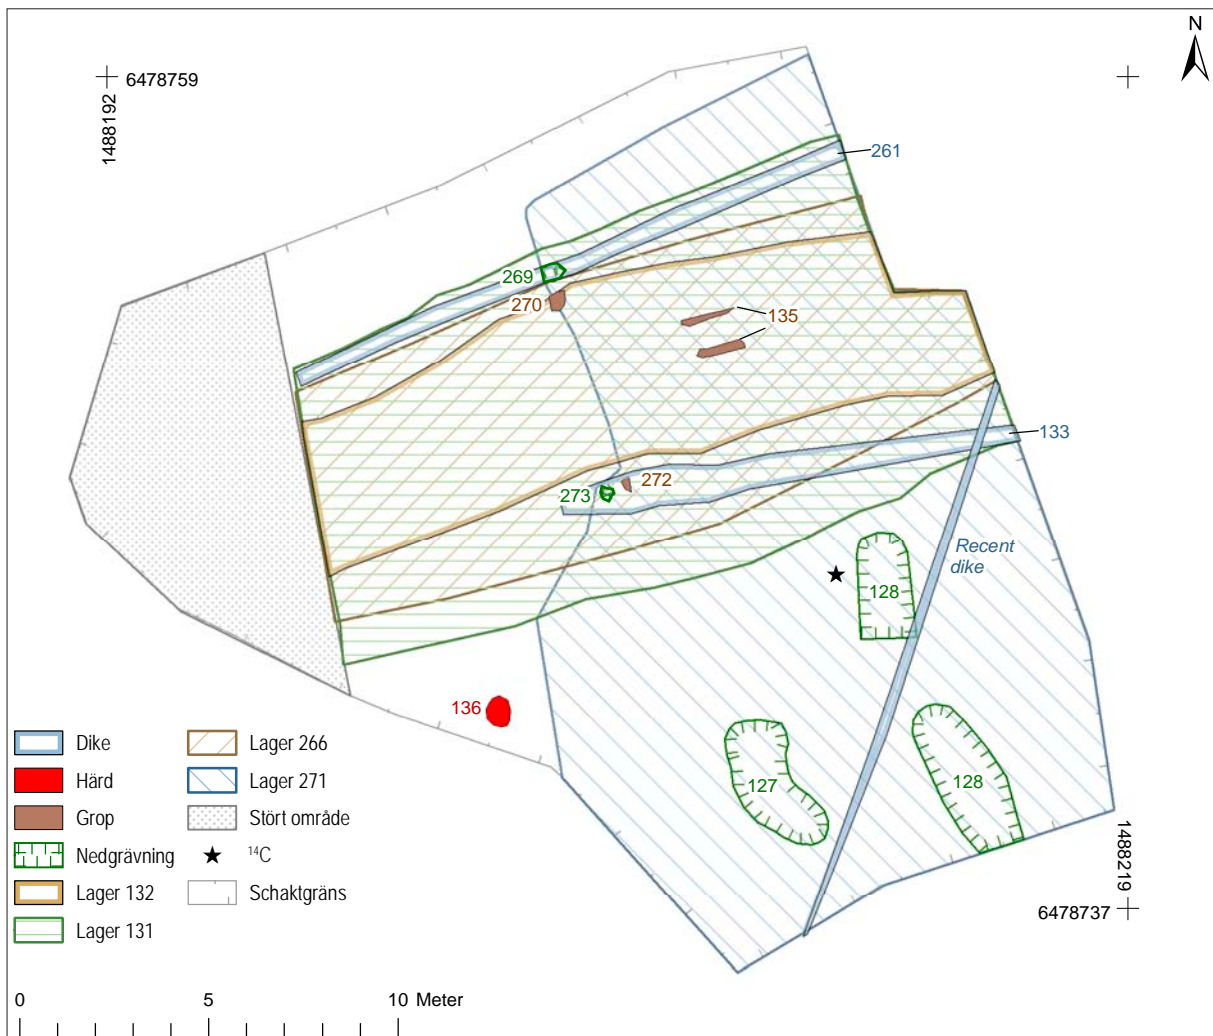 N
6478759
1488192
261
269
270
135
133
272
273
Recent
dike
128
136
127
128
Dike
Härd
Grop
Nedgrävning
Lager 132
Lager 131
Lager 266
Lager 271
Stört område
¹⁴C
Schaktgräns
1488219
6478737
0 5 10 Meter